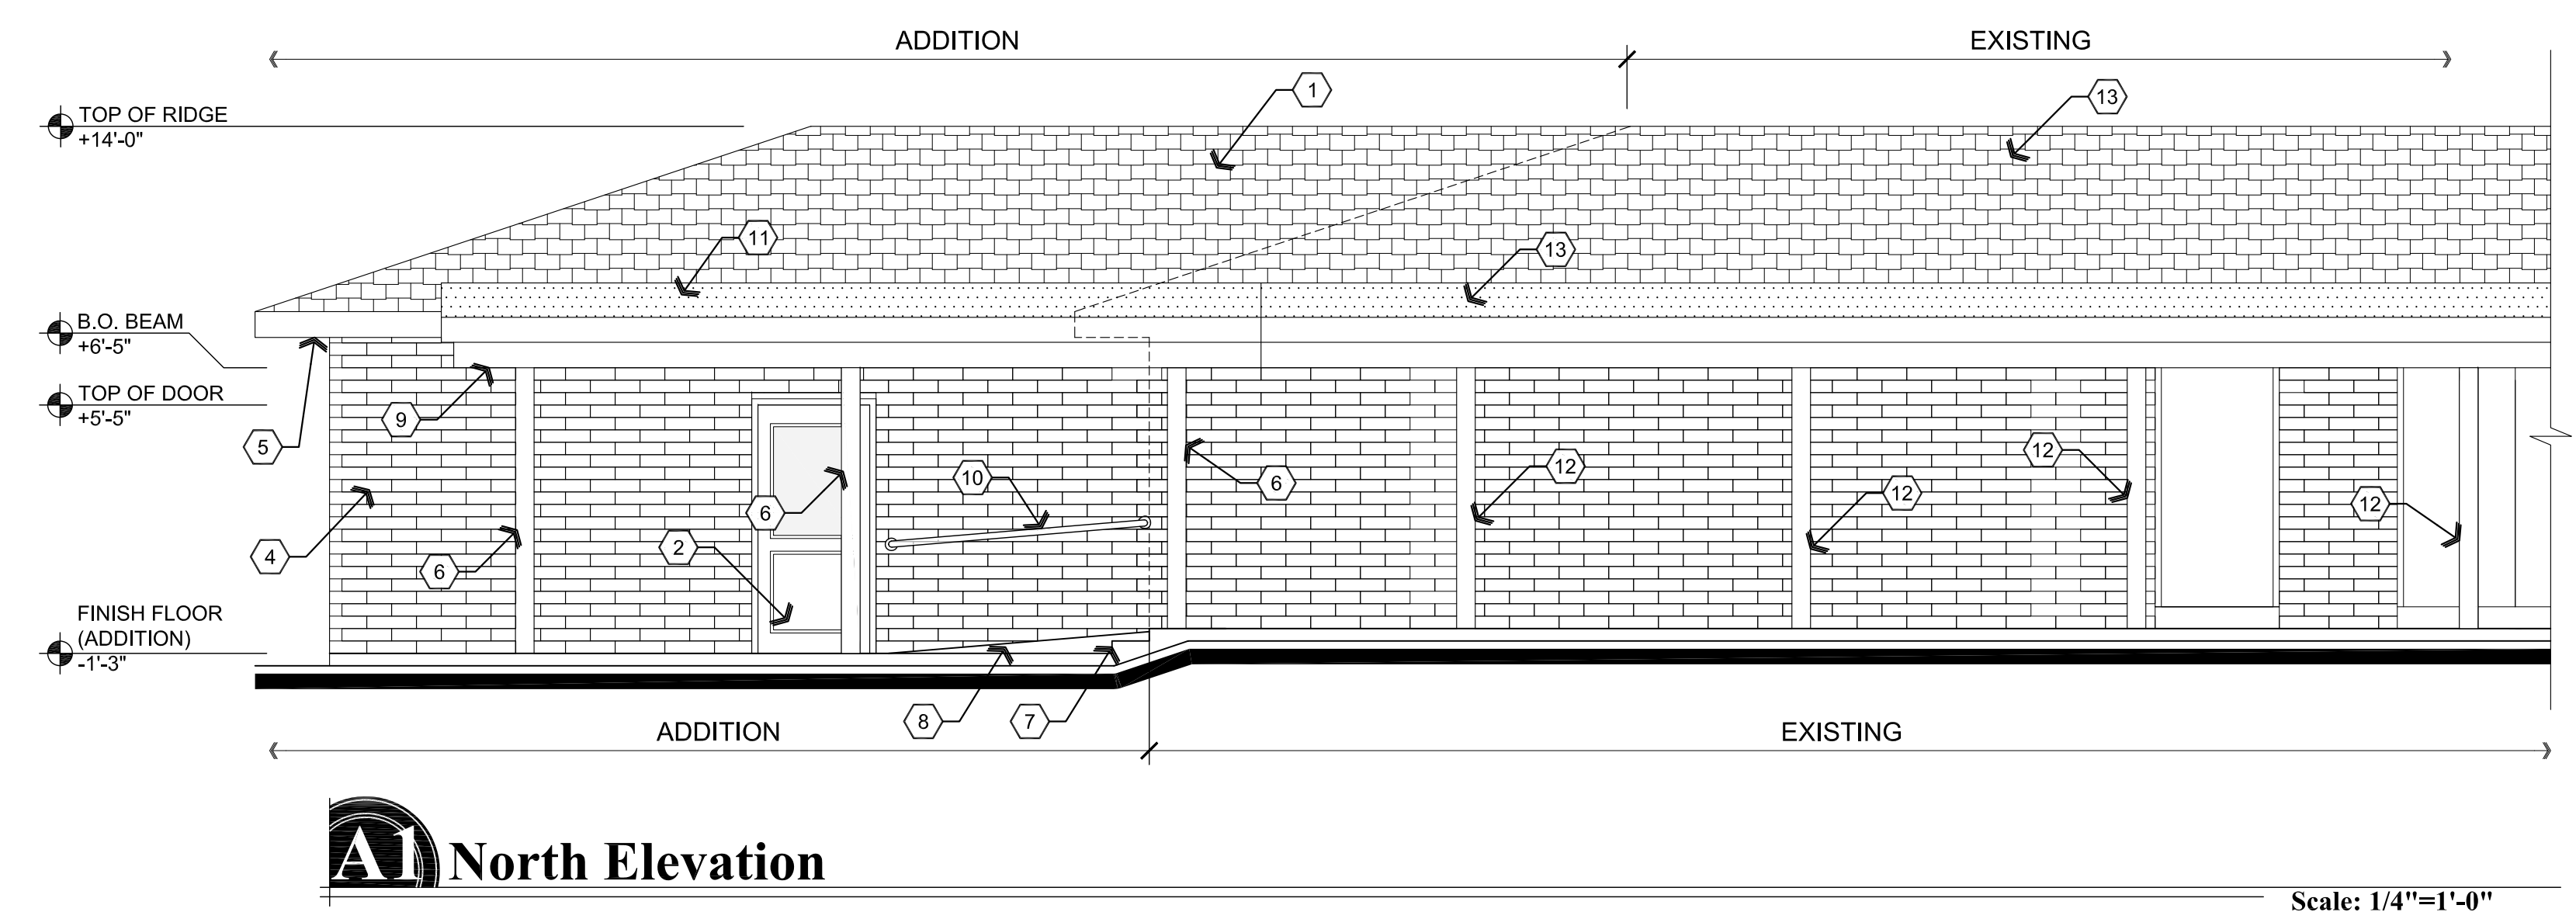 ADDITION
EXISTING
1
13
TOP OF RIDGE
+14'-0"
11
13
B.O. BEAM
+6'-5"
TOP OF DOOR
+5'-5"
9
5
10
6
12
12
12
12
6
2
4
6
FINISH FLOOR
(ADDITION)
-1'-3"
8
7
ADDITION
EXISTING
A1
North Elevation
Scale: 1/4"=1'-0"